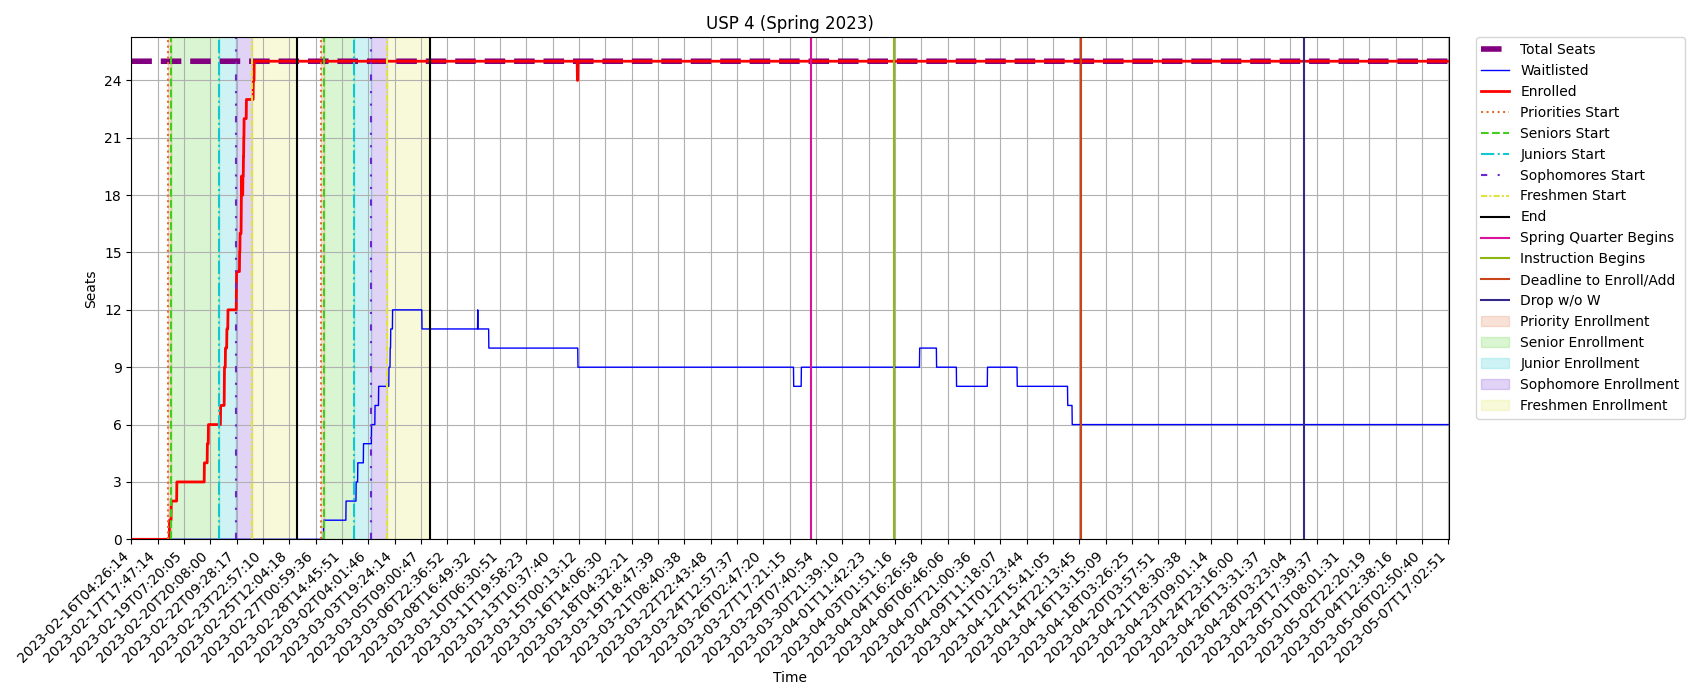 USP 4 (Spring 2023)
Seats
24
21
18
15
12
9
6
3
0
2023-02-16T04:26:14
2023-02-17T17:47:14
2023-02-19T07:20:05
2023-02-20T20:08:00
2023-02-22T09:28:17
2023-02-23T22:57:10
2023-02-25T12:04:18
2023-02-27T00:59:36
2023-02-28T14:45:51
2023-03-02T04:01:46
2023-03-03T19:24:14
2023-03-05T09:00:47
2023-03-06T22:36:52
2023-03-08T16:49:32
2023-03-10T06:30:51
2023-03-11T19:58:23
2023-03-13T10:37:40
2023-03-15T00:13:12
2023-03-16T14:06:30
2023-03-18T04:32:21
2023-03-19T18:47:39
2023-03-21T08:40:38
2023-03-22T22:43:48
2023-03-24T12:57:37
2023-03-26T02:47:20
2023-03-27T17:21:15
2023-03-29T07:40:54
2023-03-30T21:39:10
2023-04-01T11:42:23
2023-04-03T01:51:16
2023-04-04T16:26:58
2023-04-06T06:46:06
2023-04-07T21:00:36
2023-04-09T11:18:07
2023-04-11T01:23:44
2023-04-12T15:41:05
2023-04-14T22:13:45
2023-04-16T13:15:09
2023-04-18T03:26:25
2023-04-20T03:57:51
2023-04-21T18:30:38
2023-04-23T09:01:14
2023-04-24T23:16:00
2023-04-26T13:31:37
2023-04-28T03:23:04
2023-04-29T17:39:37
2023-05-01T08:01:31
2023-05-02T22:20:19
2023-05-04T12:38:16
2023-05-06T02:50:40
2023-05-07T17:02:51
Time
Total Seats
Waitlisted
Enrolled
Priorities Start
Seniors Start
Juniors Start
Sophomores Start
Freshmen Start
End
Spring Quarter Begins
Instruction Begins
Deadline to Enroll/Add
Drop w/o W
Priority Enrollment
Senior Enrollment
Junior Enrollment
Sophomore Enrollment
Freshmen Enrollment